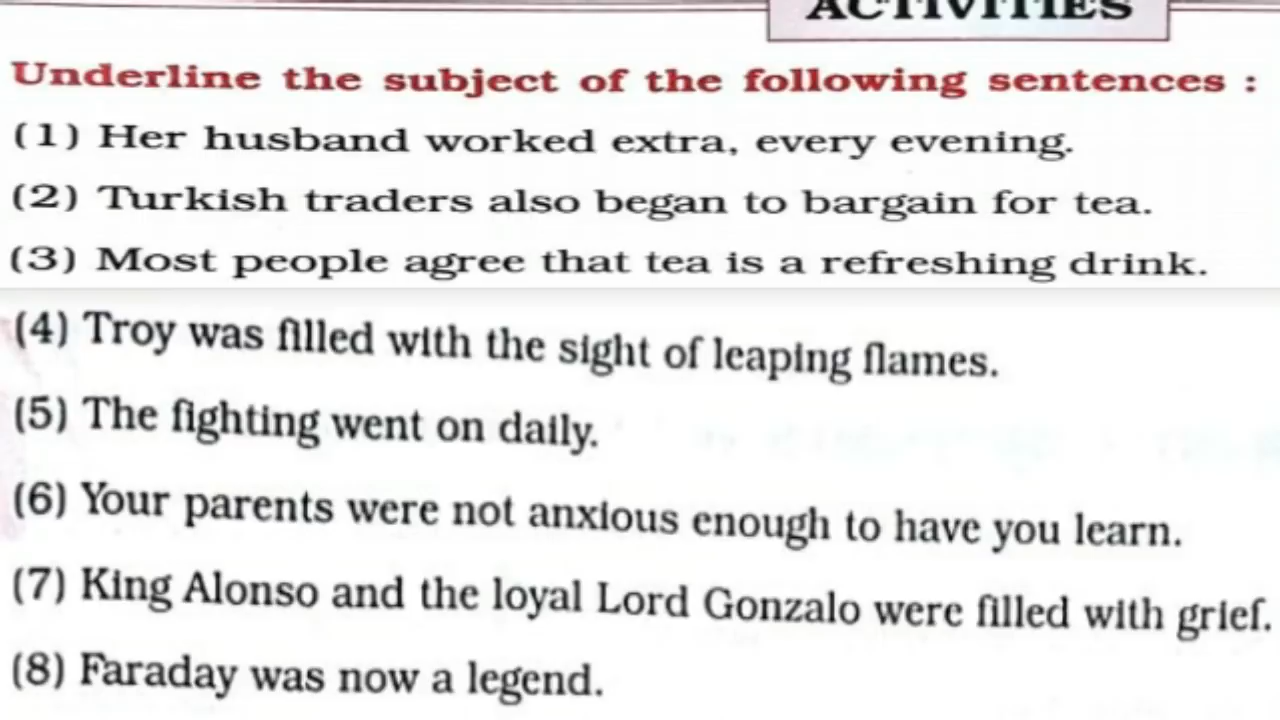 ACTIVITIES
Underline the subject of the following sentences :
(1) Her husband worked extra, every evening.
(2) Turkish traders also began to bargain for tea.
(3) Most people agree that tea is a refreshing drink.
(4) Troy was filled with the sight of leaping flames.
(5) The fighting went on daily.
(6) Your parents were not anxious enough to have you learn.
(7) King Alonso and the loyal Lord Gonzalo were filled with grief.
(8) Faraday was now a legend.